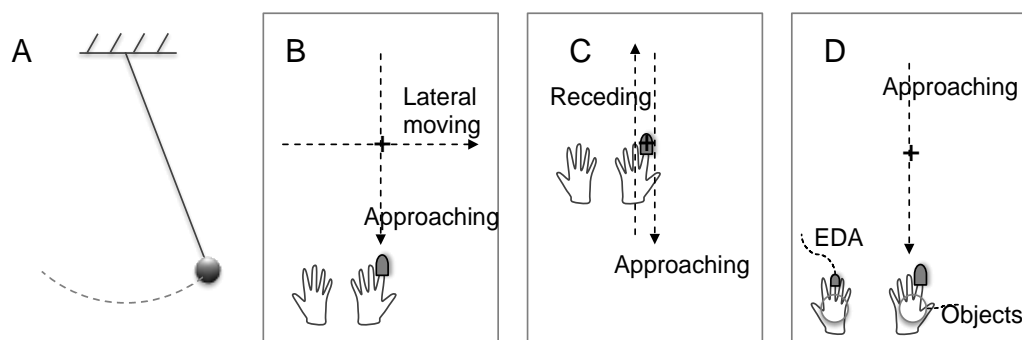 A
B
Lateral
moving
Approaching
C
Receding
Approaching
D
Approaching
EDA
Objects